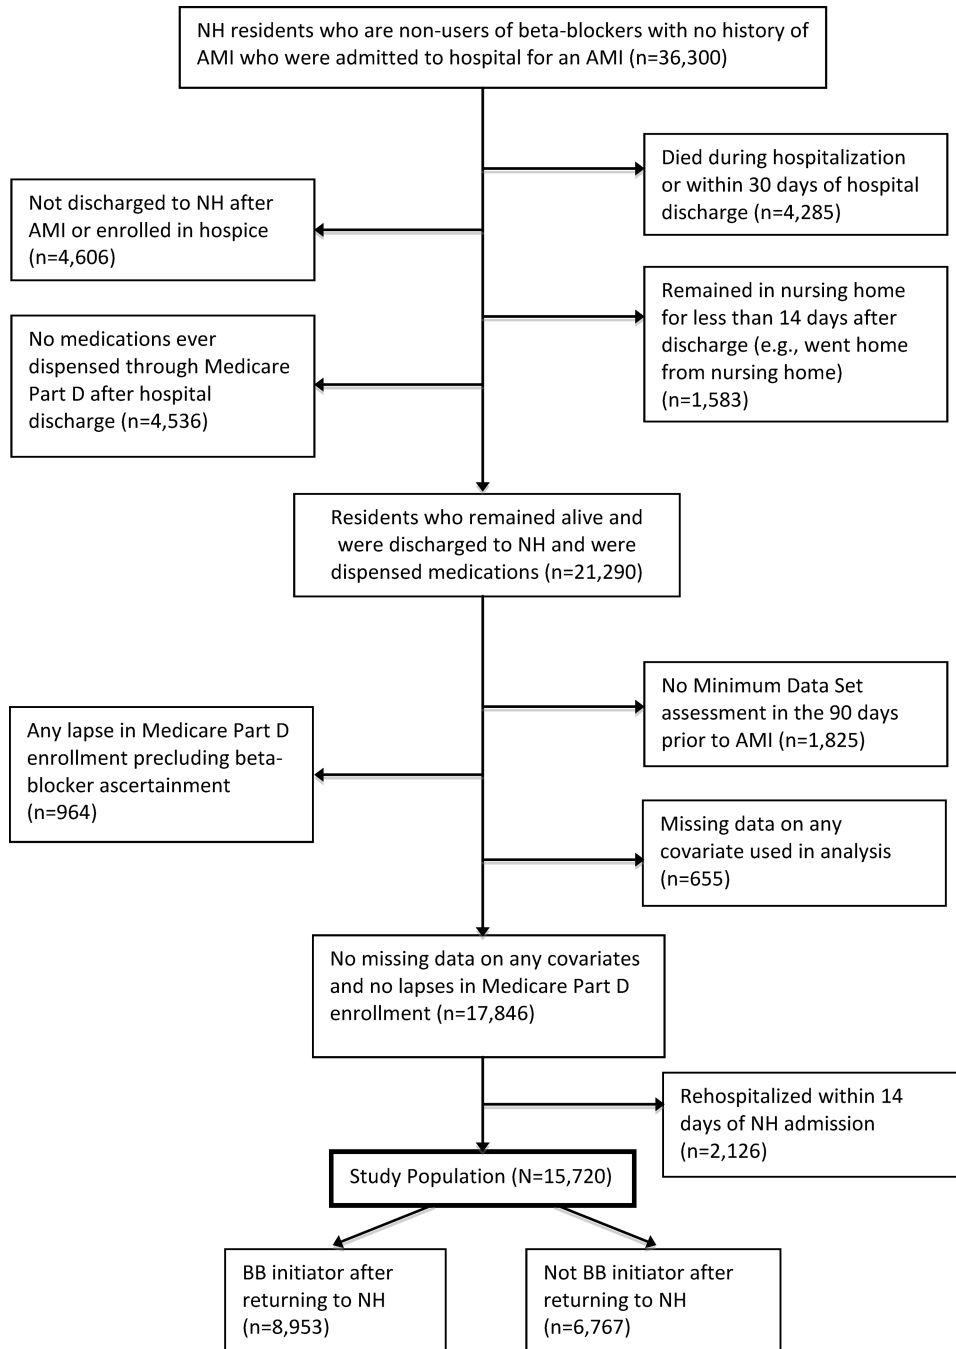 NH residents who are non-users of beta-blockers with no history of
AMI who were admitted to hospital for an AMI (n=36,300)
Died during hospitalization
or within 30 days of hospital
discharge (n=4,285)
Not discharged to NH after
AMI or enrolled in hospice
(n=4,606)
Remained in nursing home
for less than 14 days after
discharge (e.g., went home
from nursing home)
(n=1,583)
No medications ever
dispensed through Medicare
Part D after hospital
discharge (n=4,536)
Residents who remained alive and
were discharged to NH and were
dispensed medications (n=21,290)
No Minimum Data Set
assessment in the 90 days
prior to AMI (n=1,825)
Any lapse in Medicare Part D
enrollment precluding beta-
blocker ascertainment
(n=964)
Missing data on any
covariate used in analysis
(n=655)
No missing data on any covariates
and no lapses in Medicare Part D
enrollment (n=17,846)
Rehospitalized within 14
days of NH admission
(n=2,126)
Study Population (N=15,720)
BB initiator after
returning to NH
(n=8,953)
Not BB initiator after
returning to NH
(n=6,767)